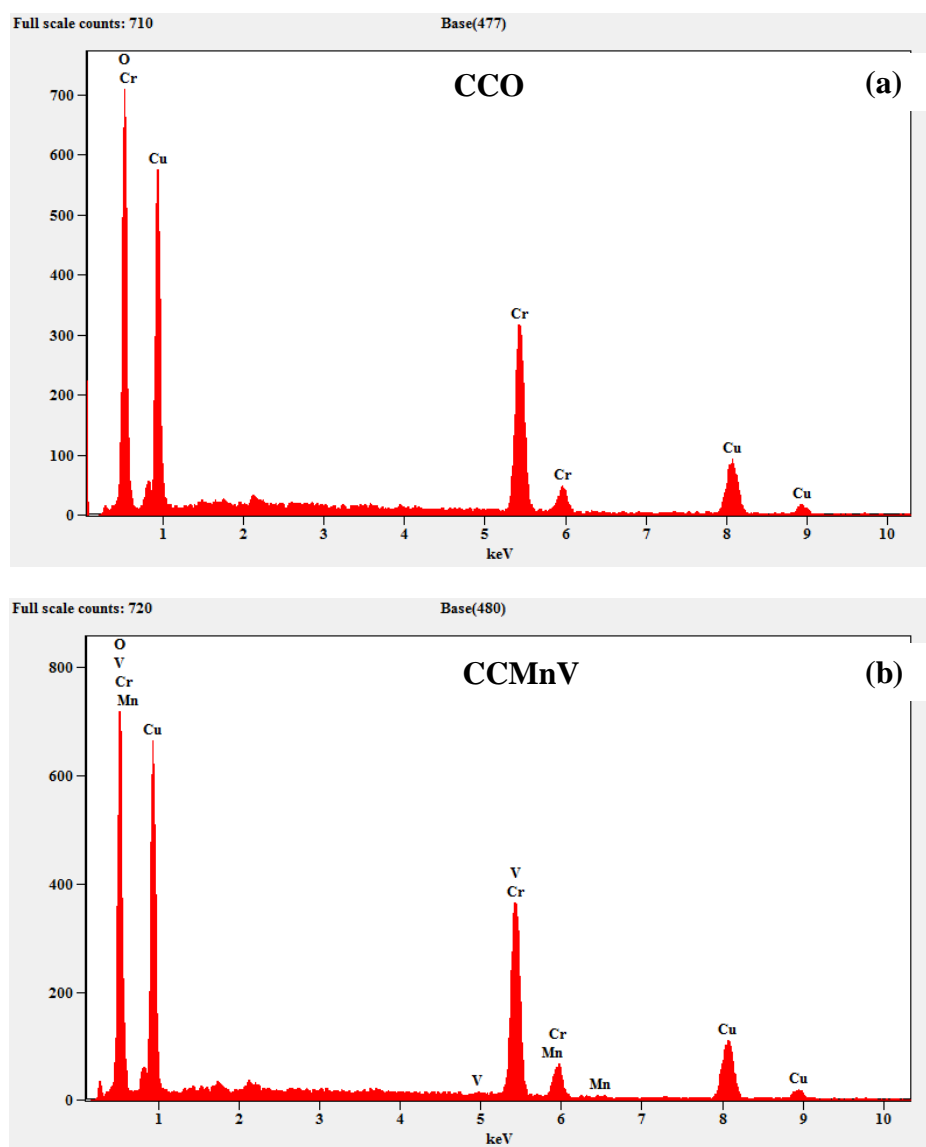 Full scale counts: 710 Base(477)
O
Cr
CCO (a)
700
Cu
600
500
400
Cr
300
200
100
Cr
Cu
Cu
0
1 2 3 4 5 6 7 8 9 10
keV
Full scale counts: 720 Base(480)
O
V
Cr
Mn
CCMnV (b)
800
Cu
600
V
Cr
400
200
Cr
Mn
Cu
V
Mn
Cu
0
1 2 3 4 5 6 7 8 9 10
keV